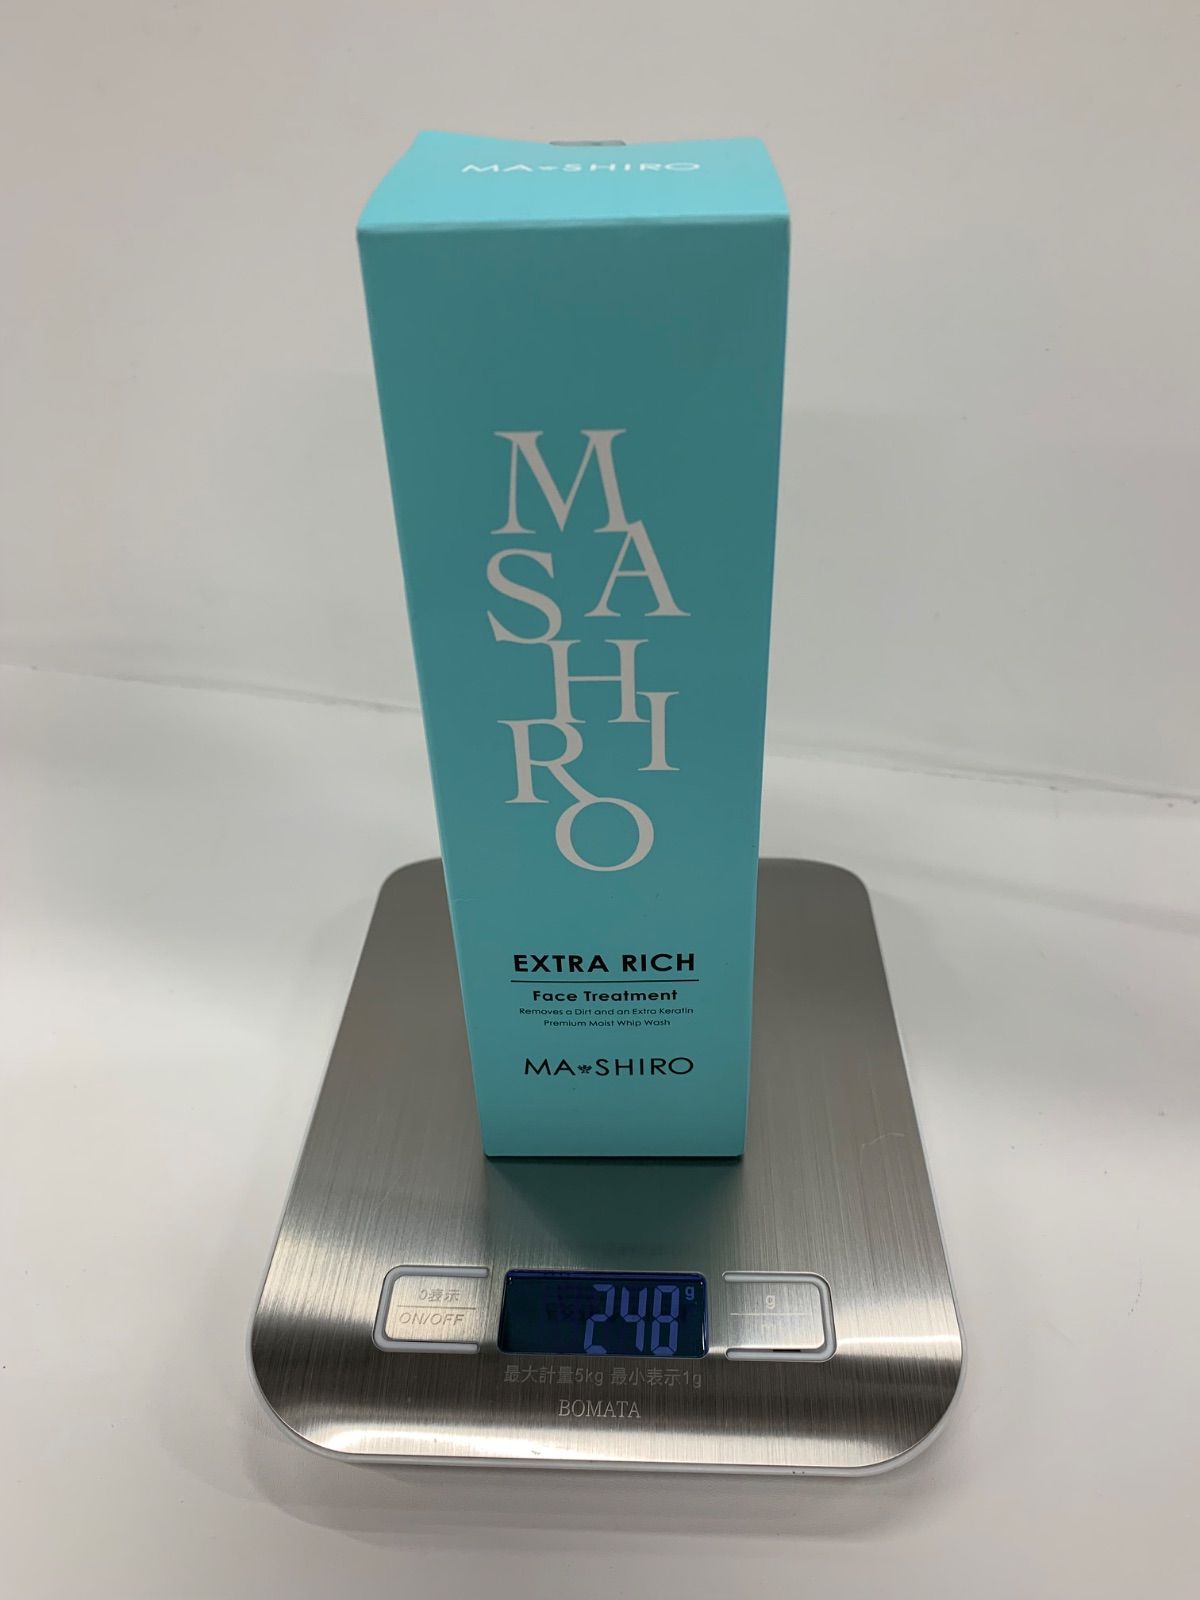 MA SHIRO
M
A
S
H
I
R
O
EXTRA RICH
Face Treatment
Removes a Dirt and an Extra Keratin
Premium Moist Whip Wash
MA SHIRO
0表示
ON/OFF
248g
g
最大計量5kg 最小表示1g
BOMATA